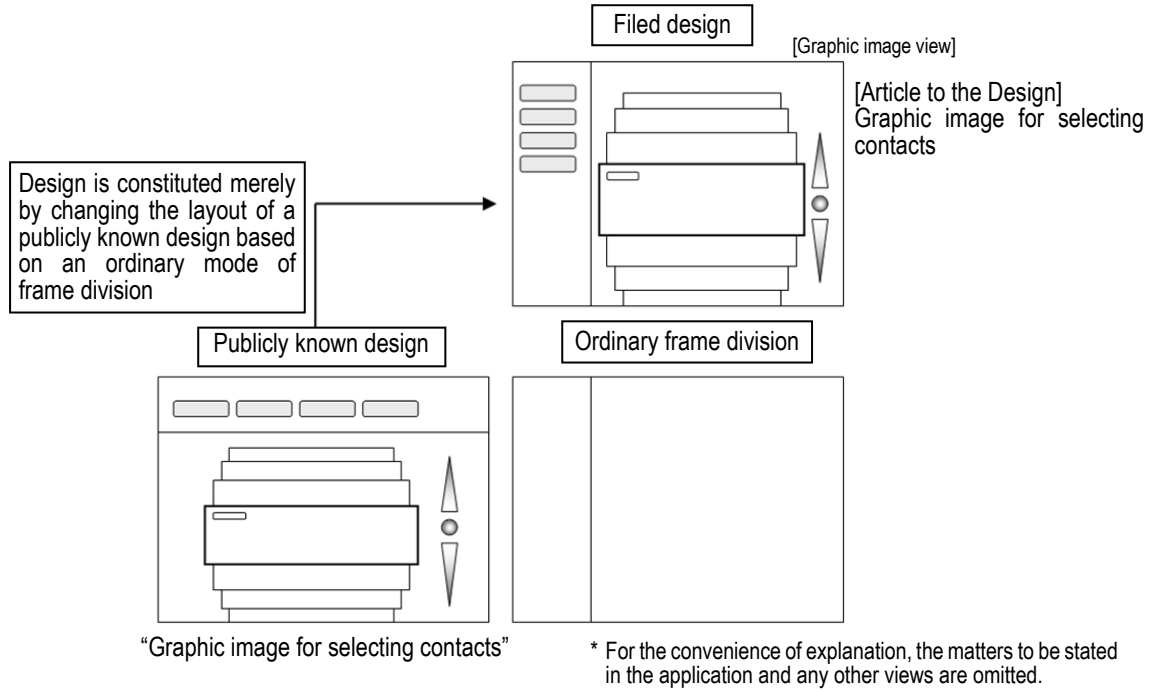 Filed design
[Graphic image view]
[Article to the Design]
Graphic image for selecting
contacts
Design is constituted merely
by changing the layout of a
publicly known design based
on an ordinary mode of
frame division
Publicly known design
Ordinary frame division
“Graphic image for selecting contacts”
* For the convenience of explanation, the matters to be stated
in the application and any other views are omitted.